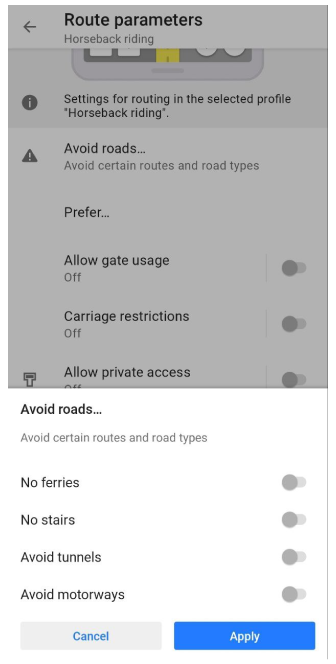 Route parameters
Horseback riding
Settings for routing in the selected profile
"Horseback riding".
Avoid roads...
Avoid certain routes and road types
Prefer...
Allow gate usage
Off
Carriage restrictions
Off
Allow private access
Off
Avoid roads...
Avoid certain routes and road types
No ferries
No stairs
Avoid tunnels
Avoid motorways
Cancel
Apply